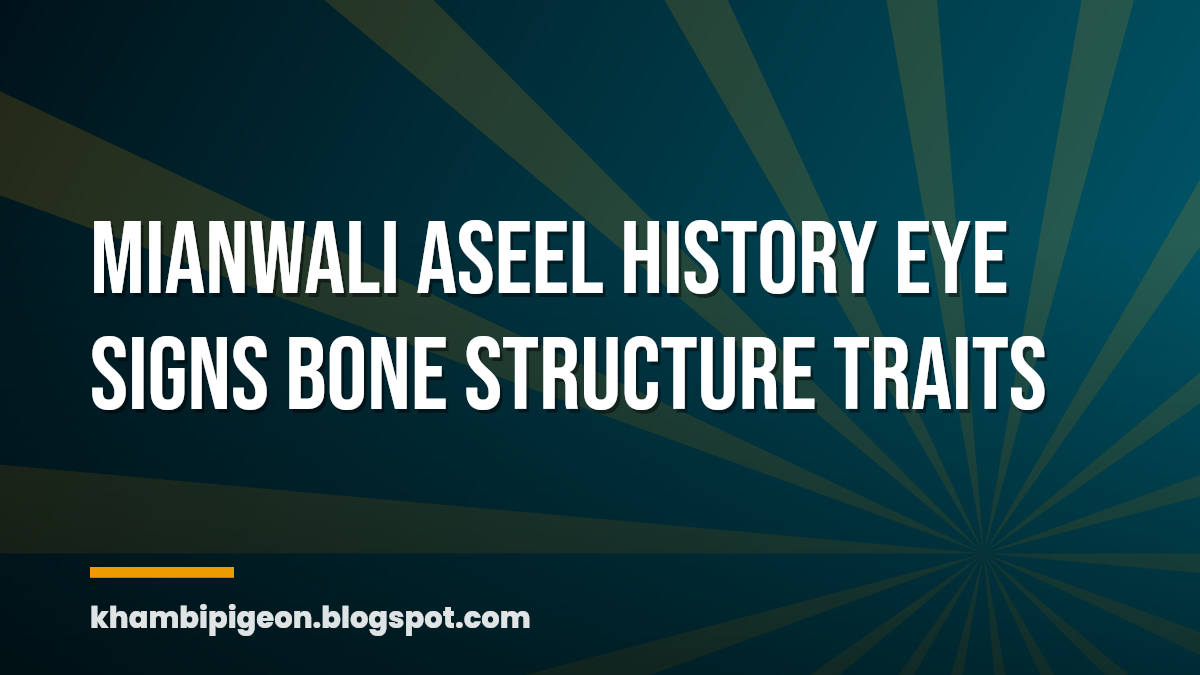 MIANWALI ASEEL HISTORY EYE
SIGNS BONE STRUCTURE TRAITS
khambipigeon.blogspot.com